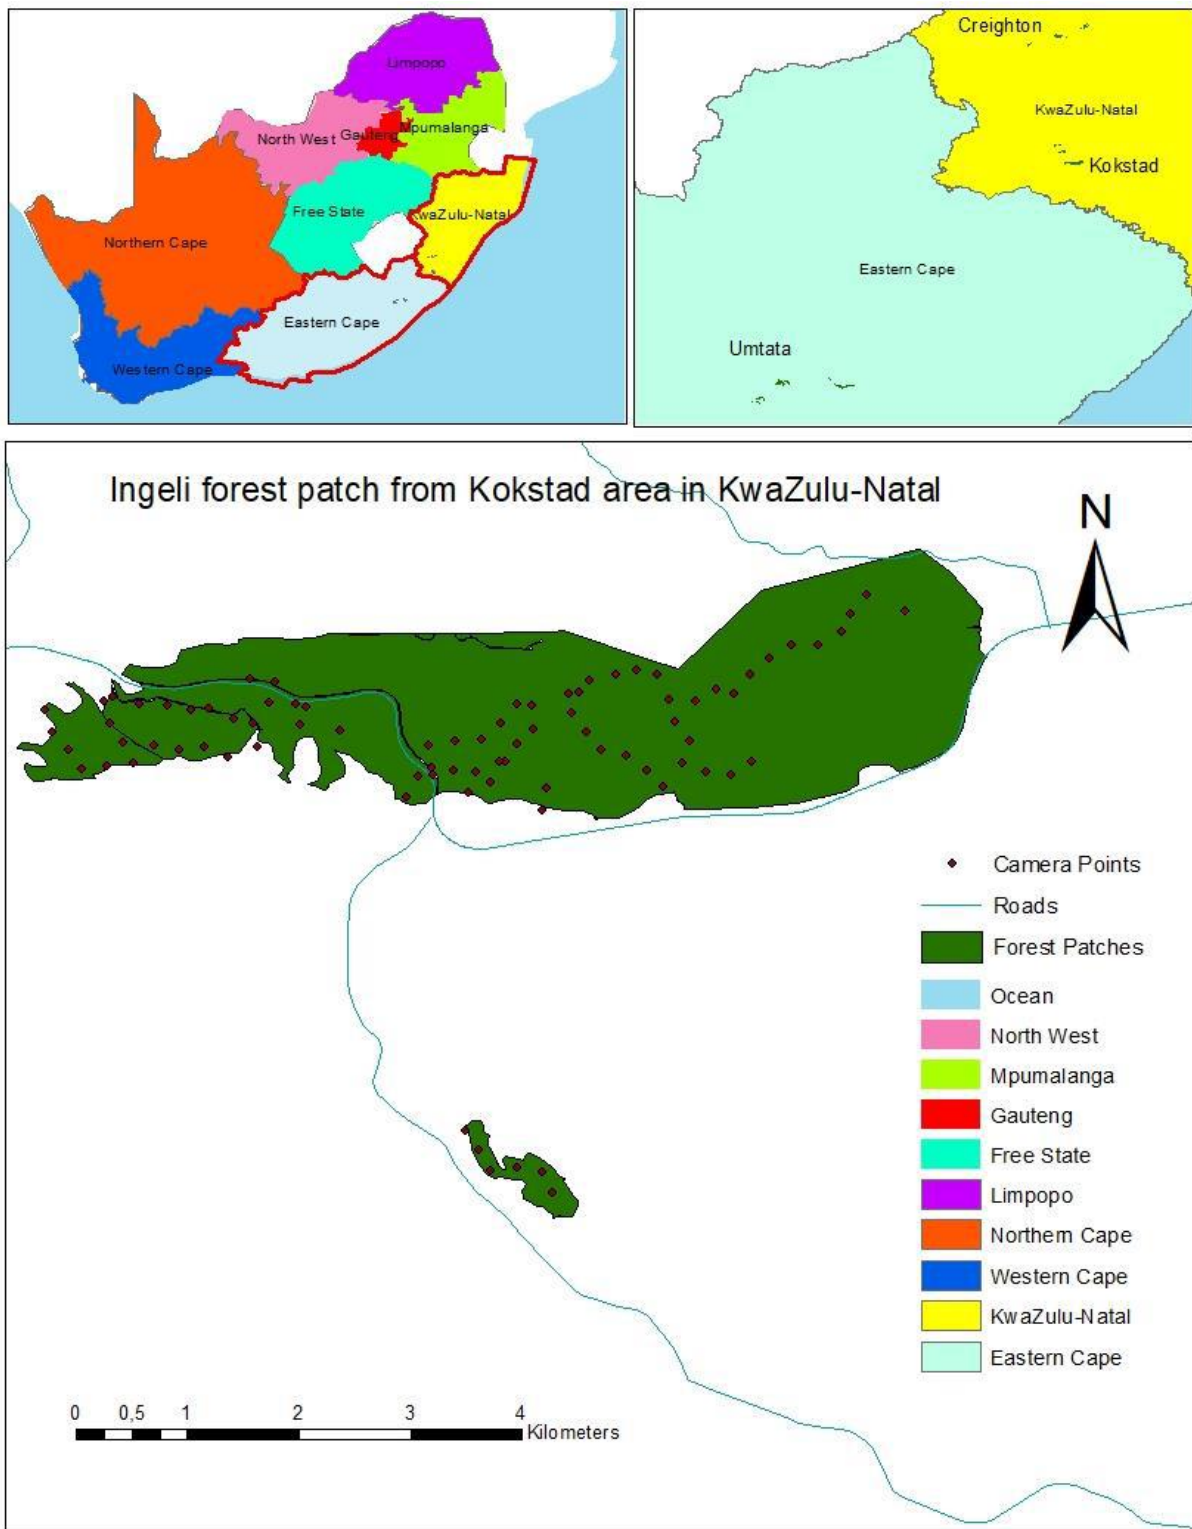 Limpopo
North West
Gauteng
Mpumalanga
Free State
KwaZulu-Natal
Northern Cape
Eastern Cape
Western Cape
Creighton
KwaZulu-Natal
Kokstad
Eastern Cape
Umtata
Ingeli forest patch from Kokstad area in KwaZulu-Natal
N
Camera Points
Roads
Forest Patches
Ocean
North West
Mpumalanga
Gauteng
Free State
Limpopo
Northern Cape
Western Cape
KwaZulu-Natal
Eastern Cape
0 0,5 1 2 3 4
Kilometers